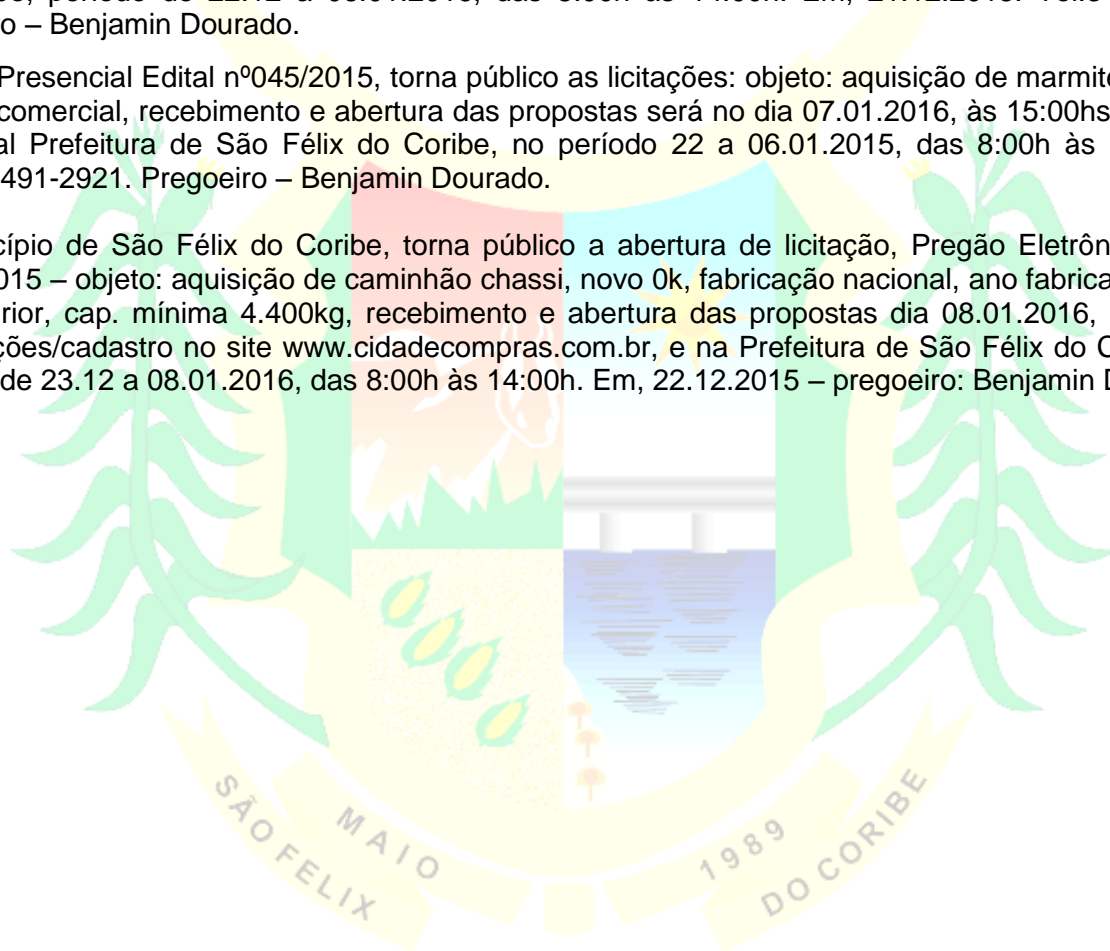 ro – Benjamin Dourado.
Presencial Edital nº045/2015, torna público as licitações: objeto: aquisição de marmite
comercial, recebimento e abertura das propostas será no dia 07.01.2016, às 15:00hs
al Prefeitura de São Félix do Coribe, no período 22 a 06.01.2015, das 8:00h às
491-2921. Pregoeiro – Benjamin Dourado.
cípio de São Félix do Coribe, torna público a abertura de licitação, Pregão Eletrôn
015 – objeto: aquisição de caminhão chassi, novo 0k, fabricação nacional, ano fabrica
rior, cap. mínima 4.400kg, recebimento e abertura das propostas dia 08.01.2016,
ções/cadastro no site www.cidadecompras.com.br, e na Prefeitura de São Félix do C
de 23.12 a 08.01.2016, das 8:00h às 14:00h. Em, 22.12.2015 – pregoeiro: Benjamin D
SÃO FELIX
MAIO
1989
DO CORIBE